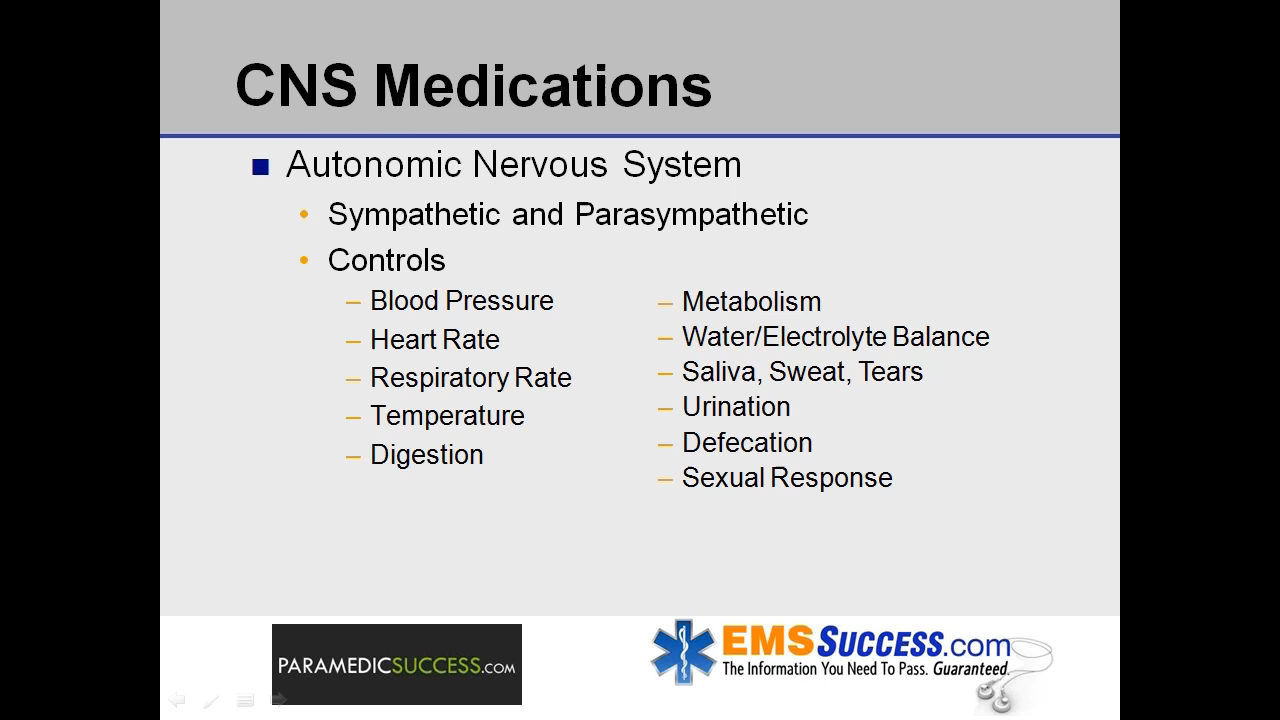 CNS Medications
■ Autonomic Nervous System
• Sympathetic and Parasympathetic
• Controls
– Blood Pressure
– Heart Rate
– Respiratory Rate
– Temperature
– Digestion
– Metabolism
– Water/Electrolyte Balance
– Saliva, Sweat, Tears
– Urination
– Defecation
– Sexual Response
PARAMEDICSUCCESS.COM
EMS SUCCESS.com
The Information You Need To Pass. Guaranteed.